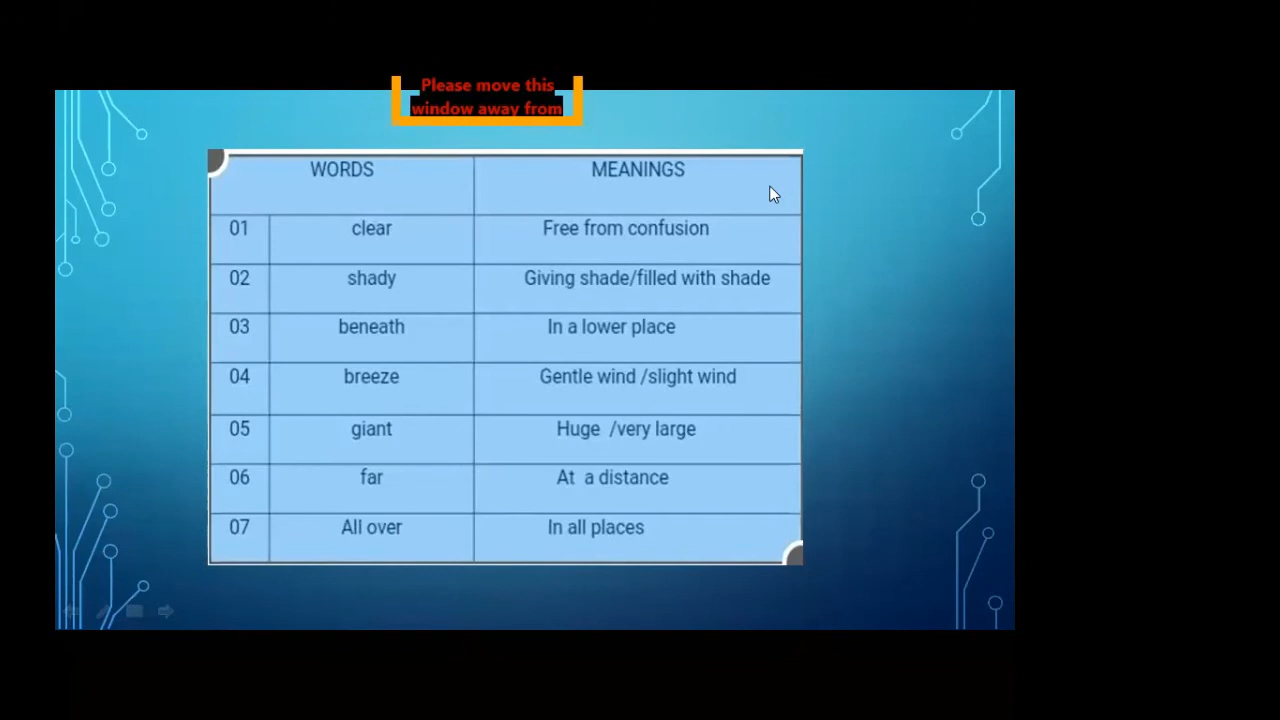 Please move this
window away from
WORDS MEANINGS
01 clear Free from confusion
02 shady Giving shade/filled with shade
03 beneath In a lower place
04 breeze Gentle wind /slight wind
05 giant Huge /very large
06 far At a distance
07 All over In all places